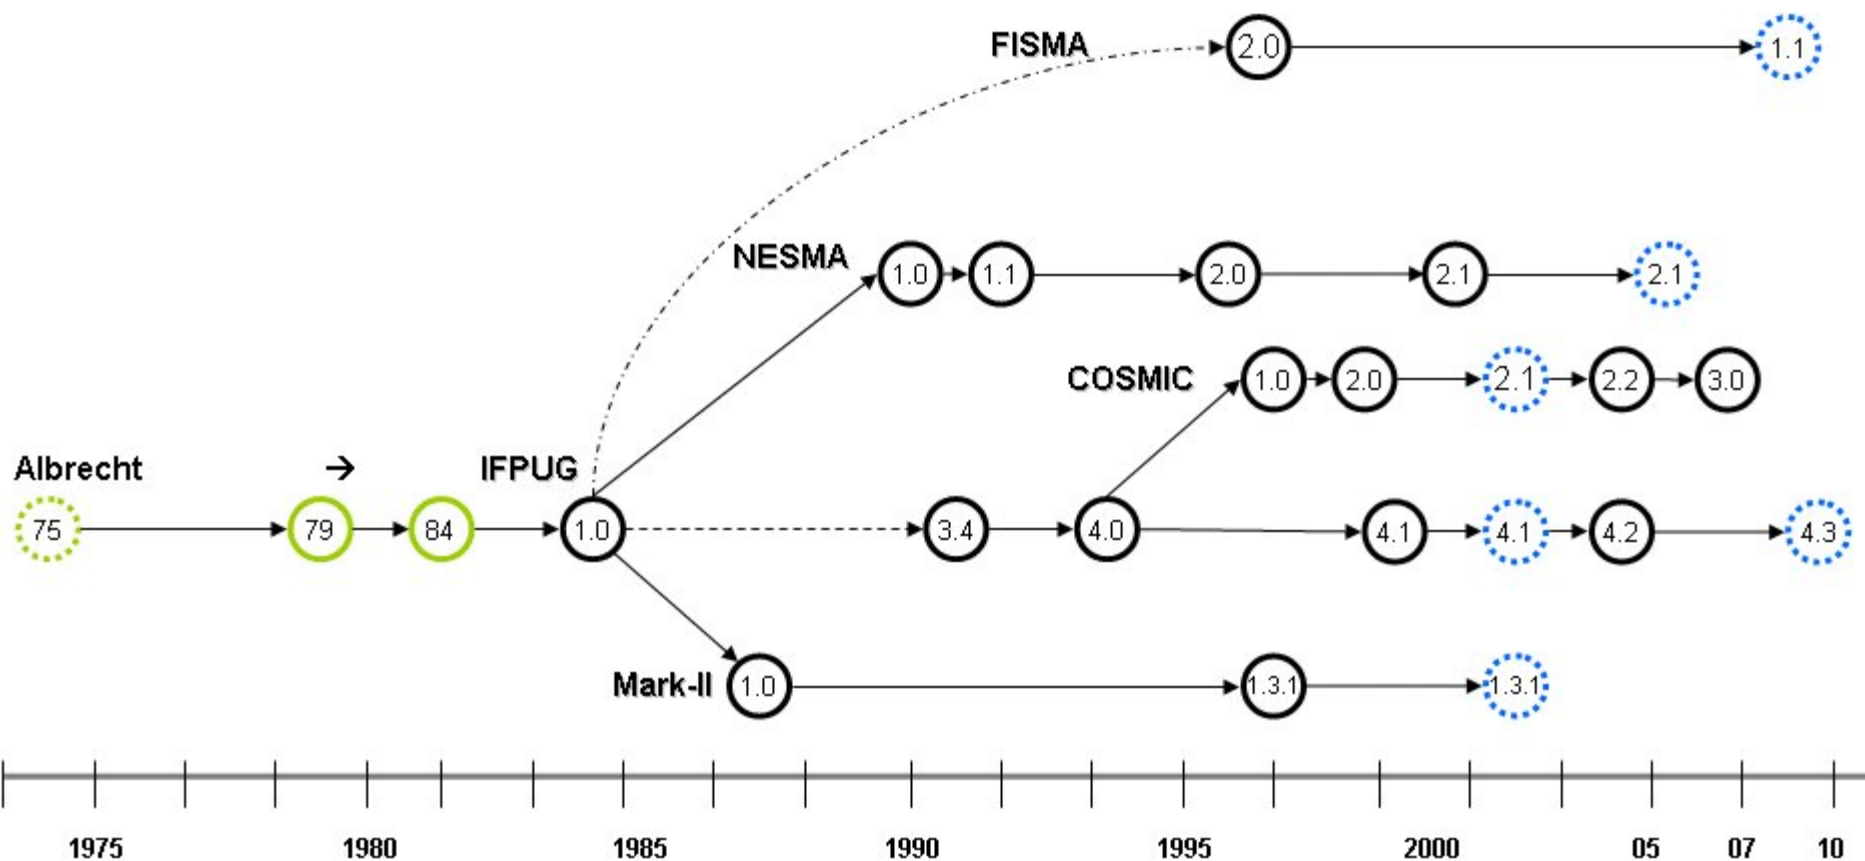 FISMA 2.0 1.1
NESMA 1.0 1.1 2.0 2.1 2.1
COSMIC 1.0 2.0 2.1 2.2 3.0
Albrecht → IFPUG
75 79 84 1.0 3.4 4.0 4.1 4.1 4.2 4.3
Mark-II 1.0 1.3.1 1.3.1
1975 1980 1985 1990 1995 2000 05 07 10